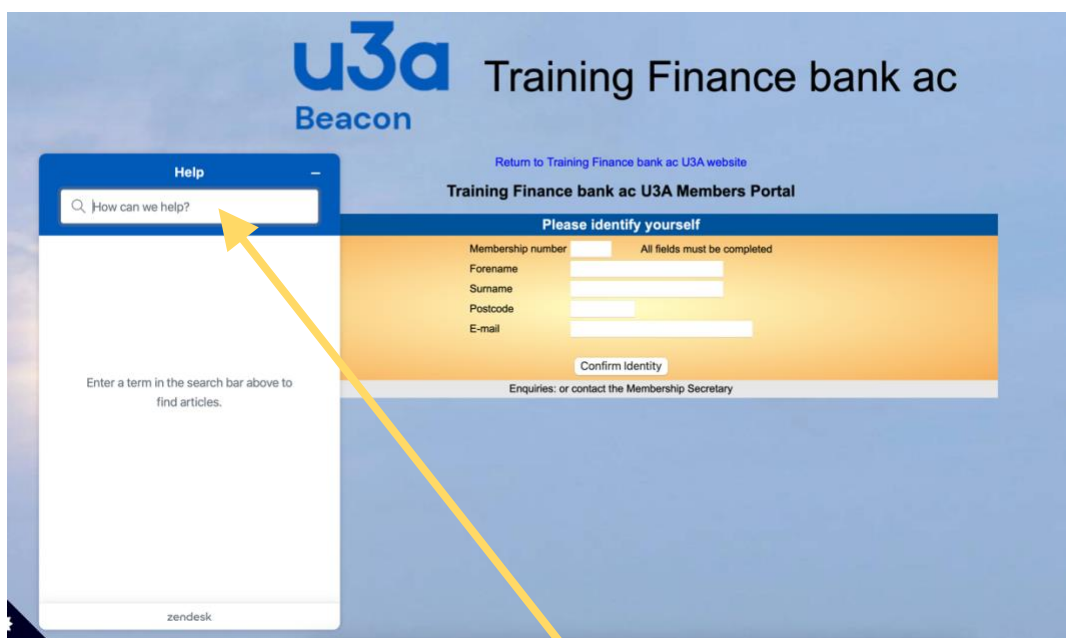 u3a
Beacon
Training Finance bank ac
Return to Training Finance bank ac U3A website
Training Finance bank ac U3A Members Portal
Help
How can we help?
Enter a term in the search bar above to
find articles.
zendesk
Please identify yourself
Membership number All fields must be completed
Forename
Surname
Postcode
E-mail
Confirm Identity
Enquiries: or contact the Membership Secretary